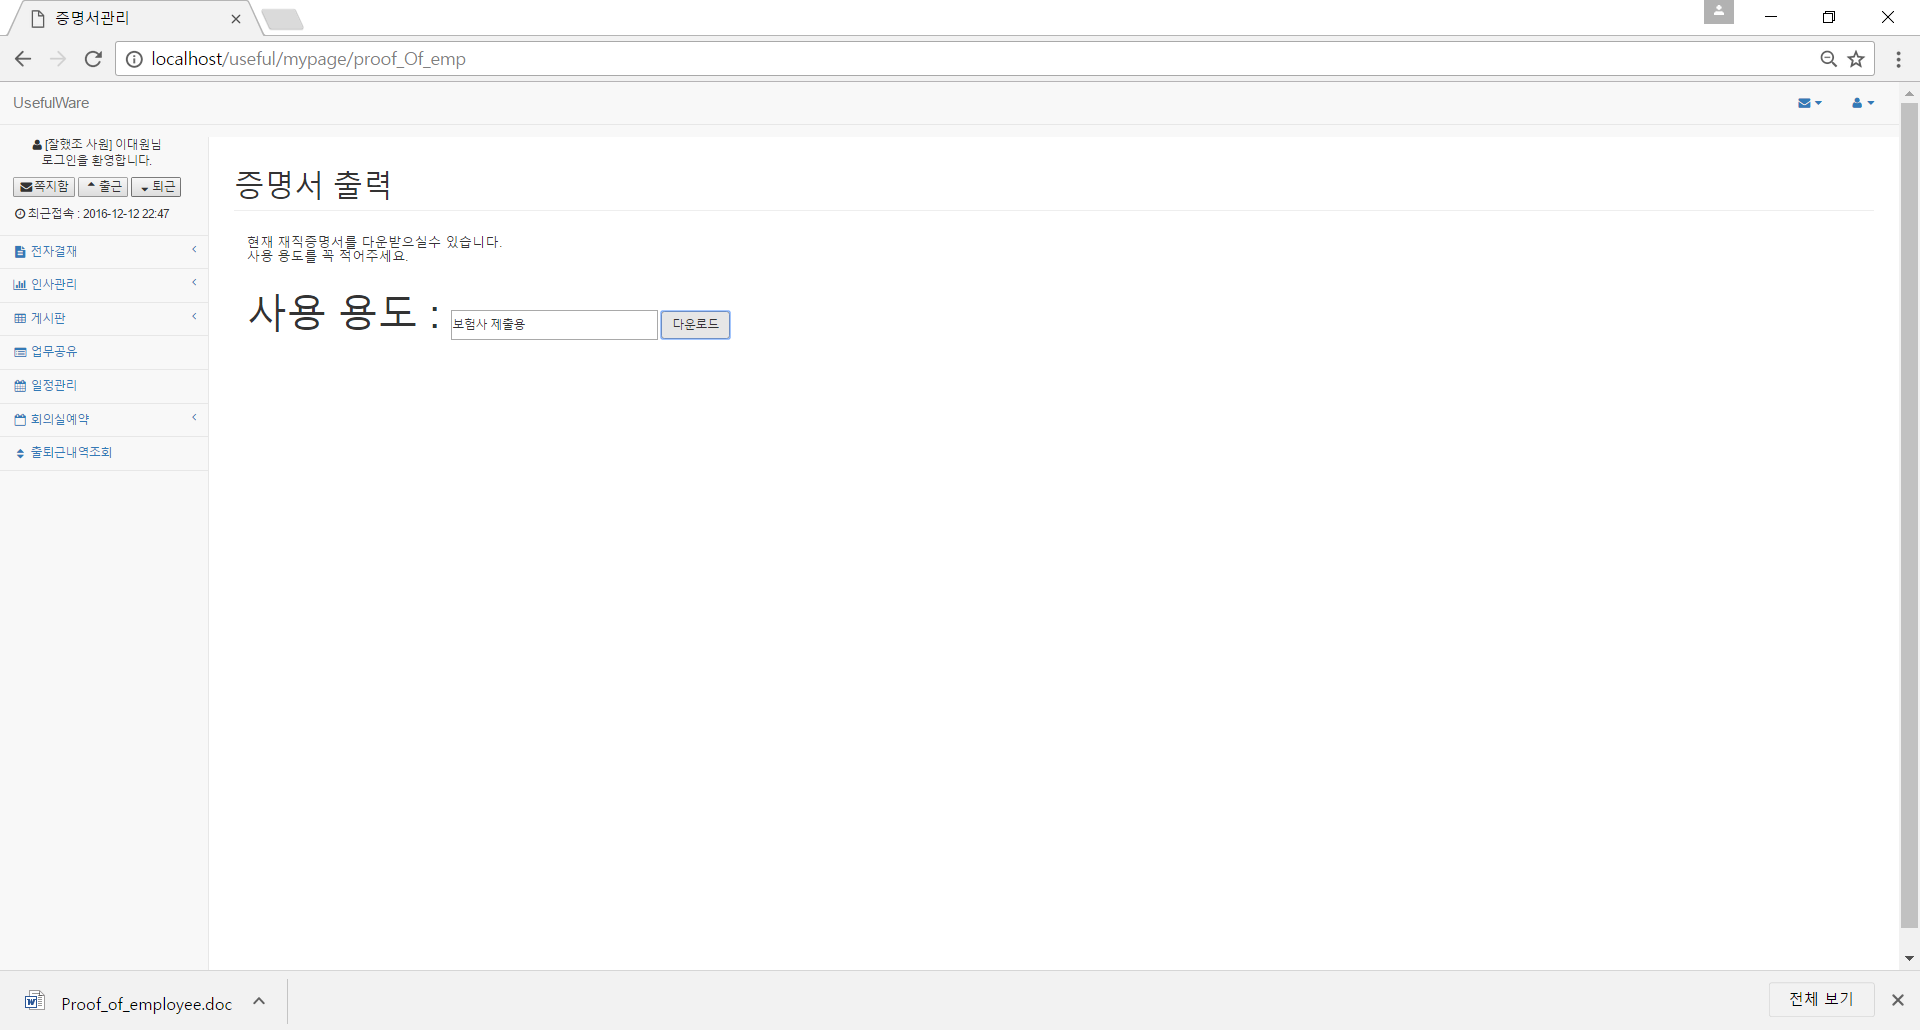 증명서관리
localhost/useful/mypage/proof_Of_emp
UsefulWare
[잘했조 사원] 이대원님
로그인을 환영합니다.
쪽지함 출근 퇴근
최근접속 : 2016-12-12 22:47
전자결재
인사관리
게시판
업무공유
일정관리
회의실예약
출퇴근내역조회
증명서 출력
현재 재직증명서를 다운받으실수 있습니다.
사용 용도를 꼭 적어주세요.
사용 용도 : 보험사 제출용 다운로드
Proof_of_employee.doc
전체 보기